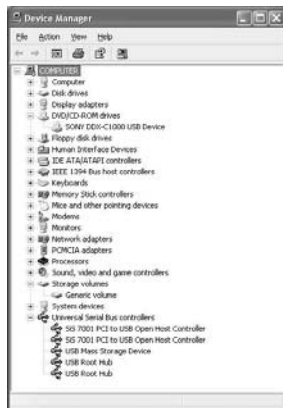 Device Manager
File Action View Help
COMPUTER
Computer
Disk drives
Display adapters
DVD/CD-ROM drives
SONY DDX-C1000 USB Device
Floppy disk drives
Human Interface Devices
IDE ATA/ATAPI controllers
IEEE 1394 Bus host controllers
Keyboards
Memory Stick controllers
Mice and other pointing devices
Modems
Monitors
Network adapters
PCMCIA adapters
Processors
Sound, video and game controllers
Storage volumes
Generic volume
System devices
Universal Serial Bus controllers
SiS 7001 PCI to USB Open Host Controller
SiS 7001 PCI to USB Open Host Controller
USB Mass Storage Device
USB Root Hub
USB Root Hub